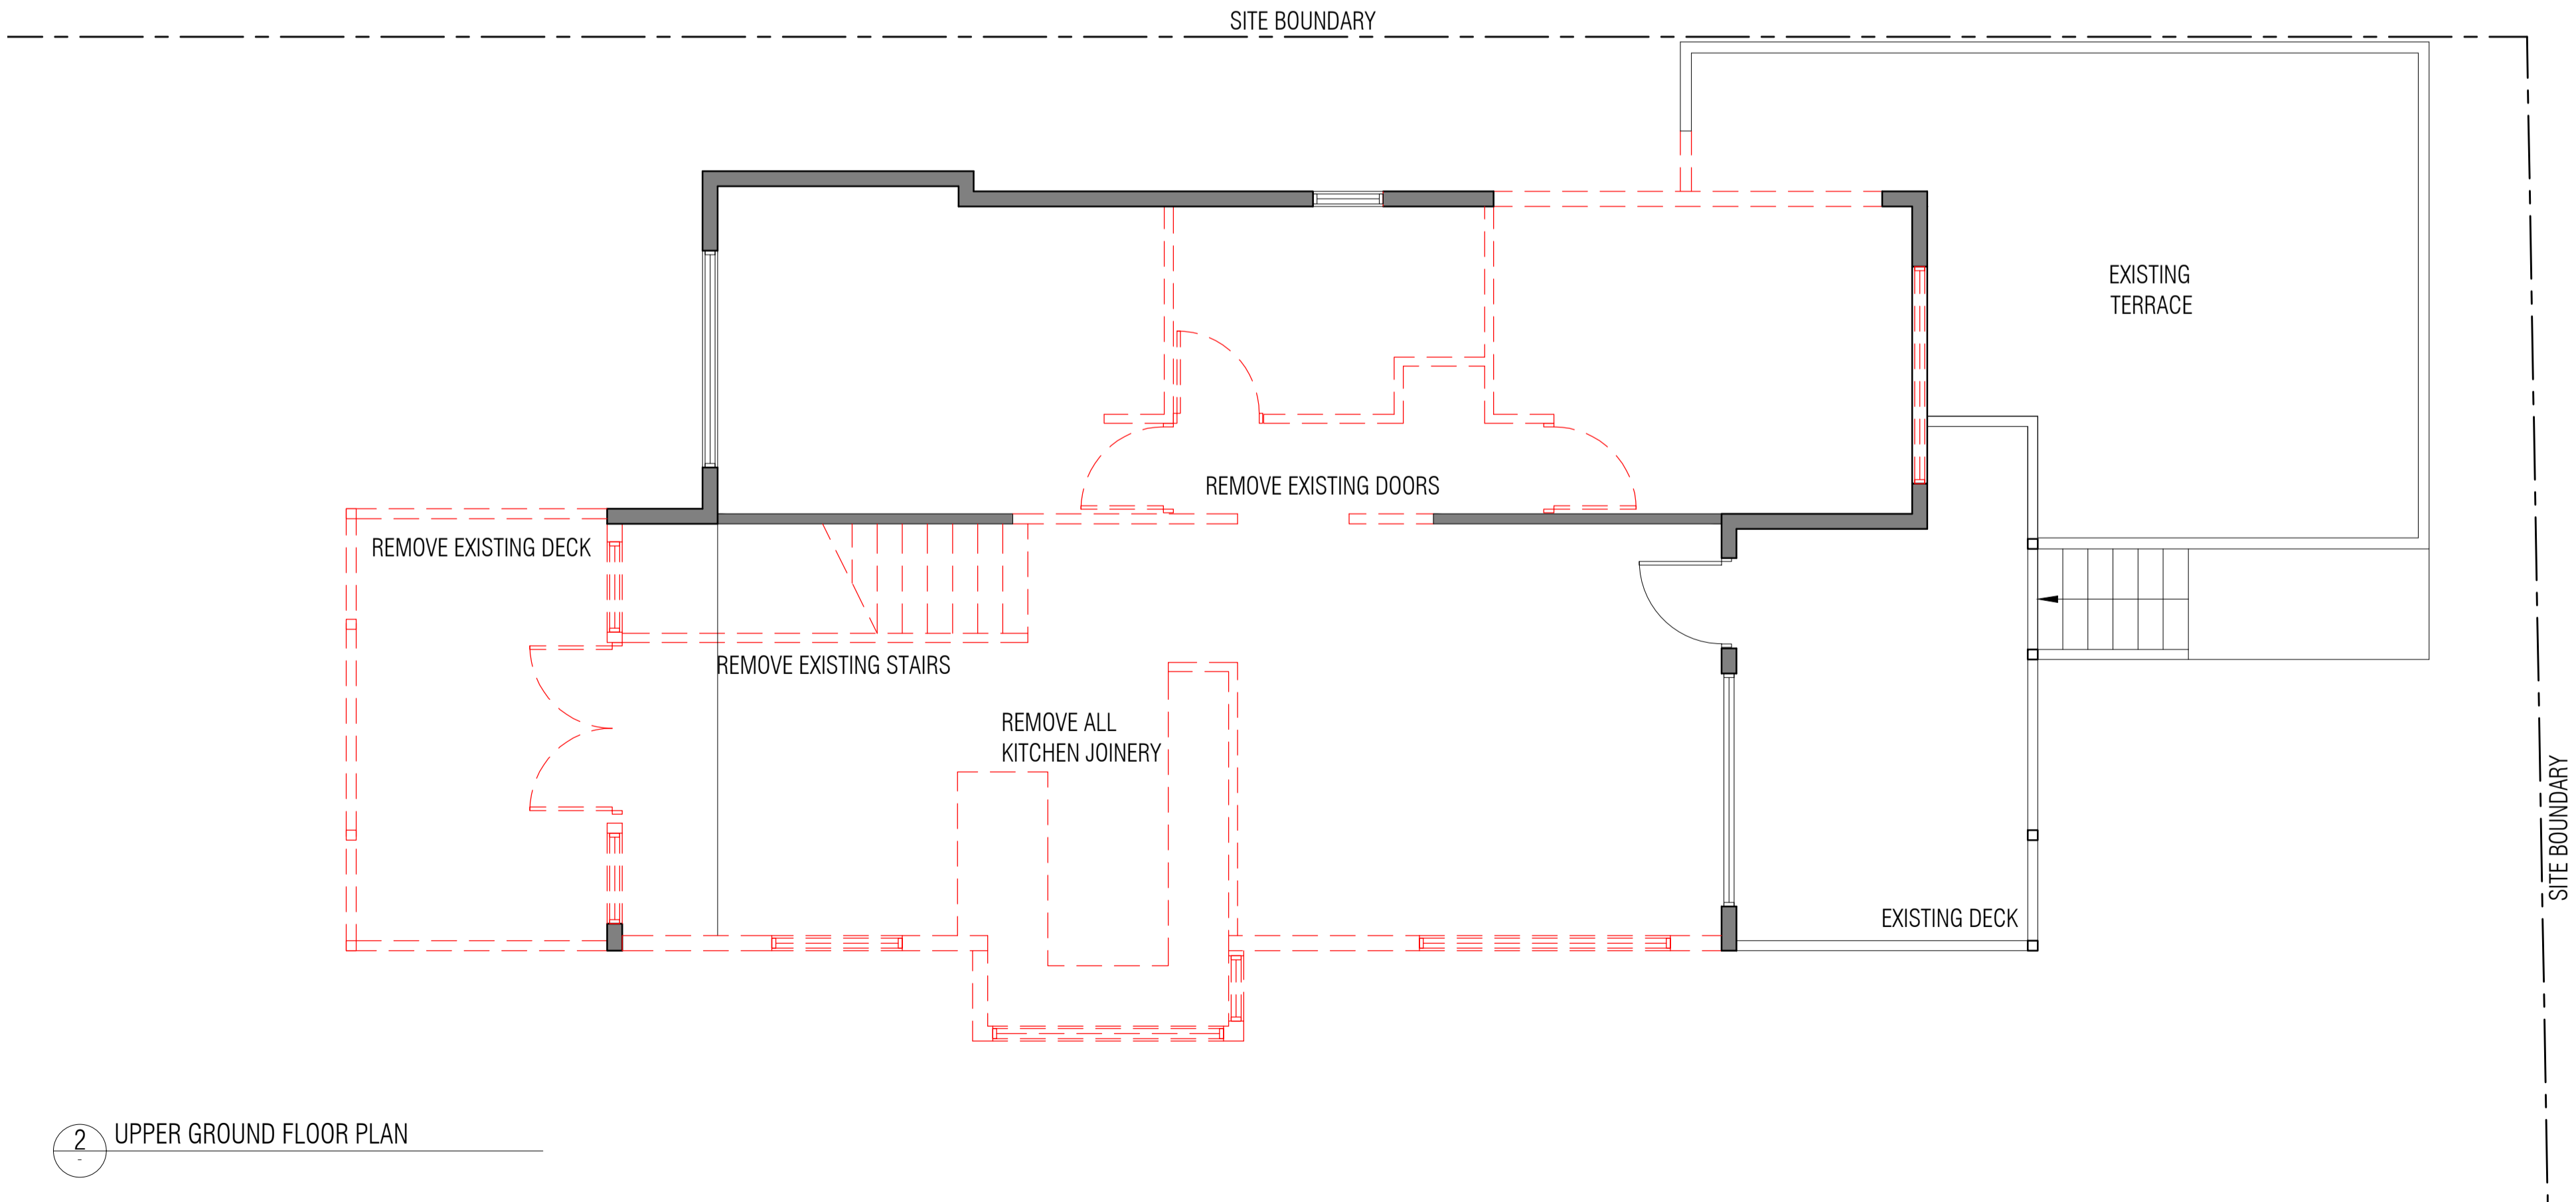 SITE BOUNDARY
EXISTING
TERRACE
REMOVE EXISTING DOORS
REMOVE EXISTING DECK
REMOVE EXISTING STAIRS
REMOVE ALL
KITCHEN JOINERY
EXISTING DECK
SITE BOUNDARY
2
-
UPPER GROUND FLOOR PLAN